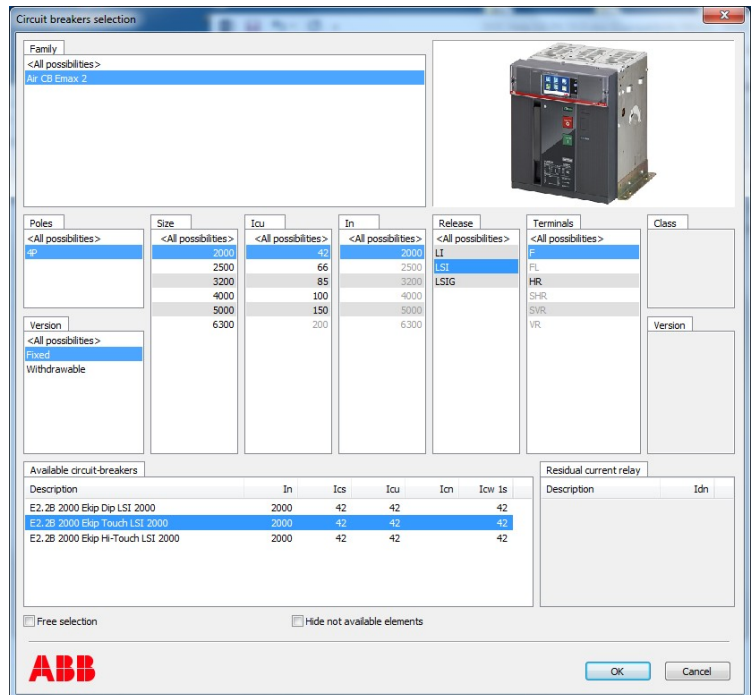 Circuit breakers selection
Family
<All possibilities>
Air CB Emax 2
Poles
<All possibilities>
4P
Size
<All possibilities>
2000
2500
3200
4000
5000
6300
Icu
<All possibilities>
42
66
85
100
150
200
In
<All possibilities>
2000
2500
3200
4000
5000
6300
Release
<All possibilities>
LI
LSI
LSIG
Terminals
<All possibilities>
F
FL
HR
SHR
SVR
VR
Class
Version
<All possibilities>
Fixed
Withdrawable
Version
Available circuit-breakers
Description In Ics Icu Icn Icw 1s
E2.2B 2000 Ekip Dip LSI 2000 2000 42 42 42
E2.2B 2000 Ekip Touch LSI 2000 2000 42 42 42
E2.2B 2000 Ekip Hi-Touch LSI 2000 2000 42 42 42
Residual current relay
Description Idn
Free selection
Hide not available elements
ABB
OK
Cancel